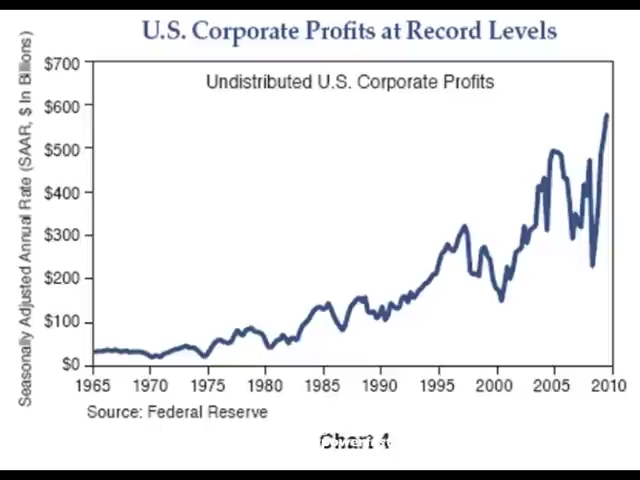 U.S. Corporate Profits at Record Levels
Undistributed U.S. Corporate Profits
Seasonally Adjusted Annual Rate (SAAR, $ In Billions)
$700
$600
$500
$400
$300
$200
$100
$0
1965 1970 1975 1980 1985 1990 1995 2000 2005 2010
Source: Federal Reserve
Chart 4